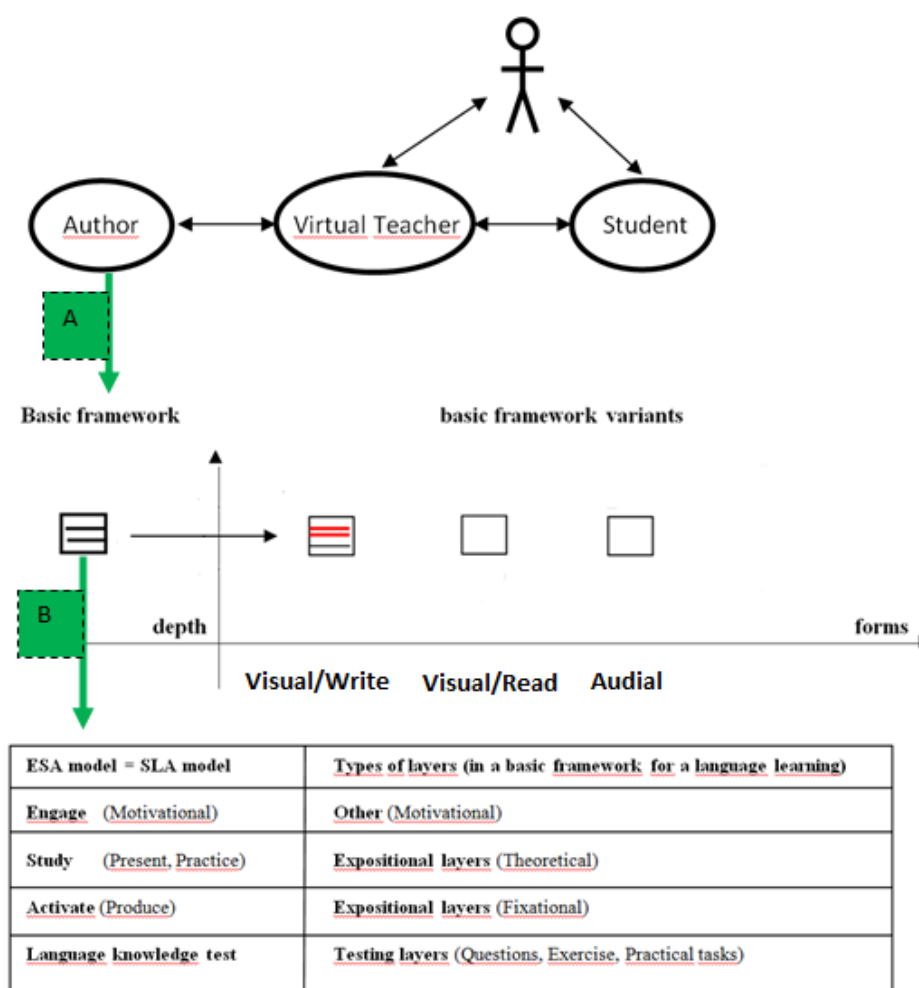 Author Virtual Teacher Student
A
Basic framework basic framework variants
B
depth forms
Visual/Write Visual/Read Audial
ESA model = SLA model Types of layers (in a basic framework for a language learning)
Engage (Motivational) Other (Motivational)
Study (Present, Practice) Expositional layers (Theoretical)
Activate (Produce) Expositional layers (Fixational)
Language knowledge test Testing layers (Questions, Exercise, Practical tasks)